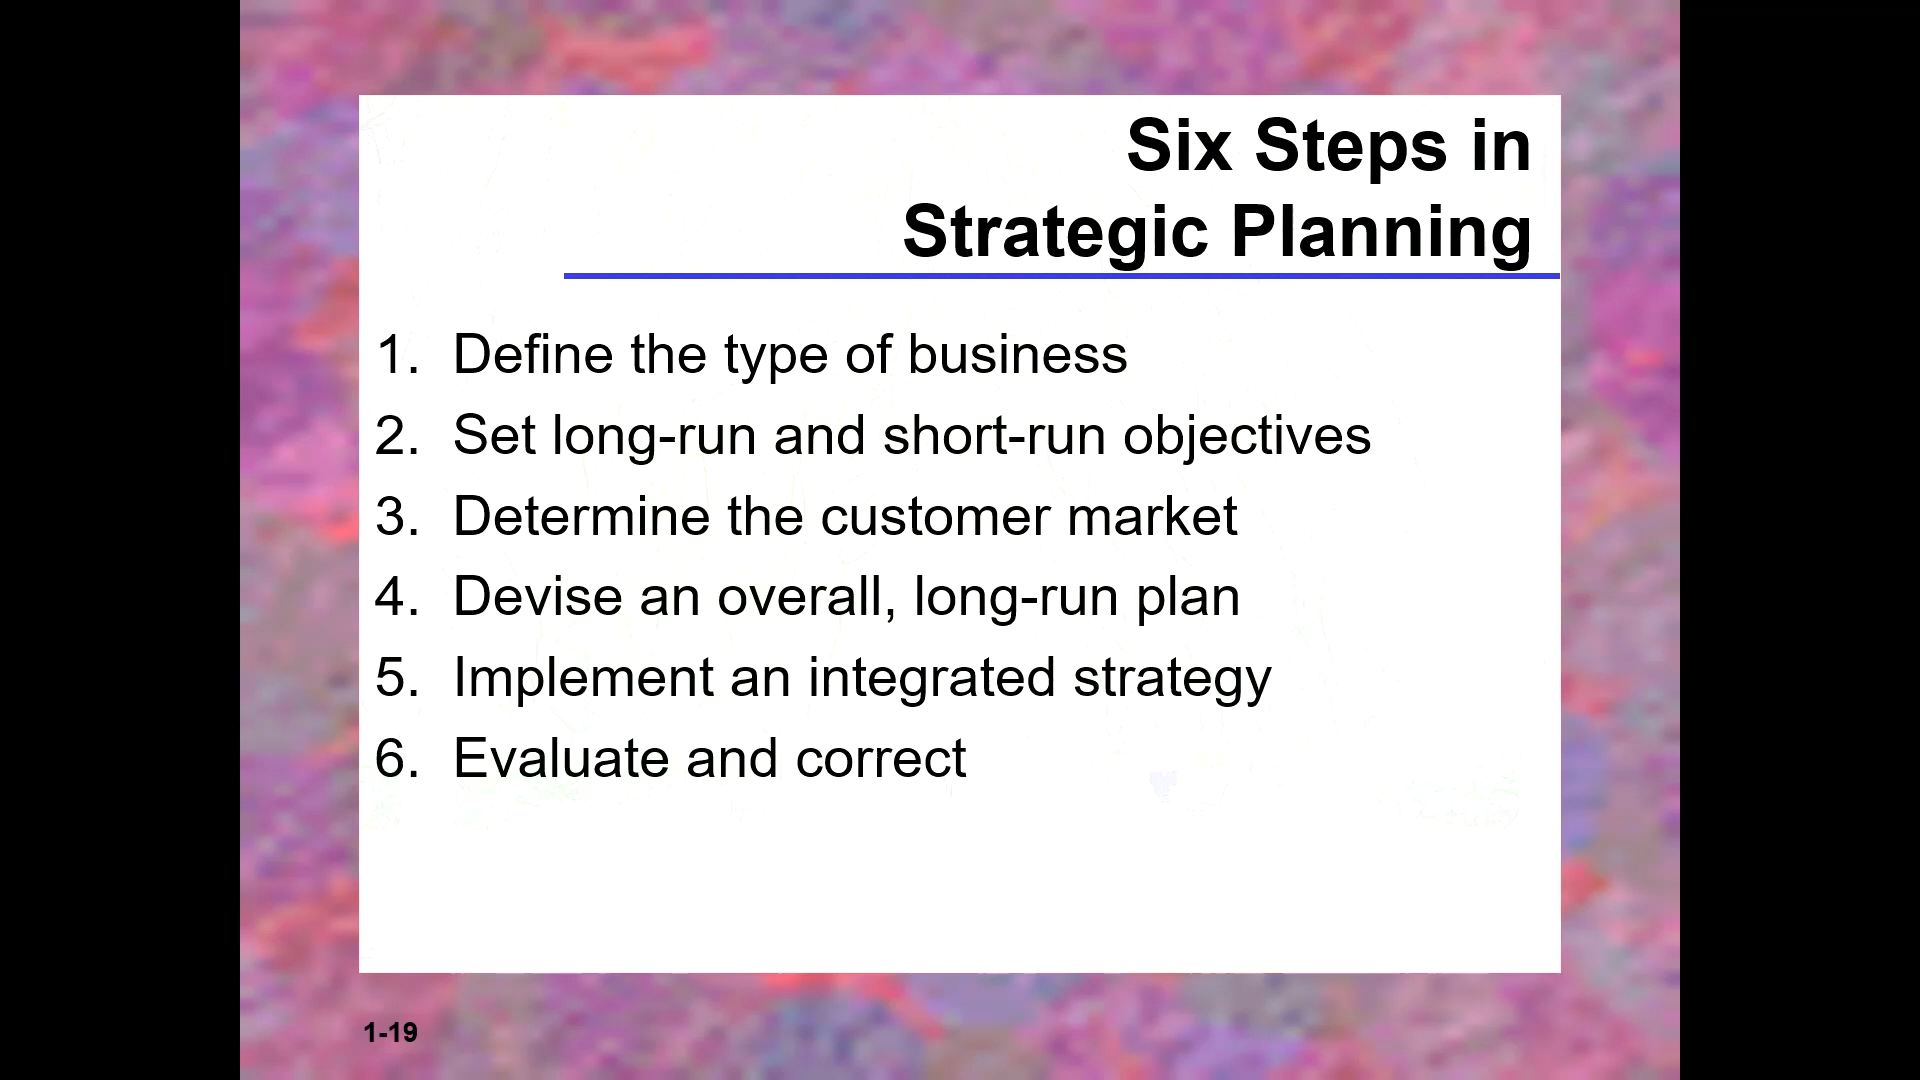 Six Steps in
Strategic Planning
1. Define the type of business
2. Set long-run and short-run objectives
3. Determine the customer market
4. Devise an overall, long-run plan
5. Implement an integrated strategy
6. Evaluate and correct
1-19